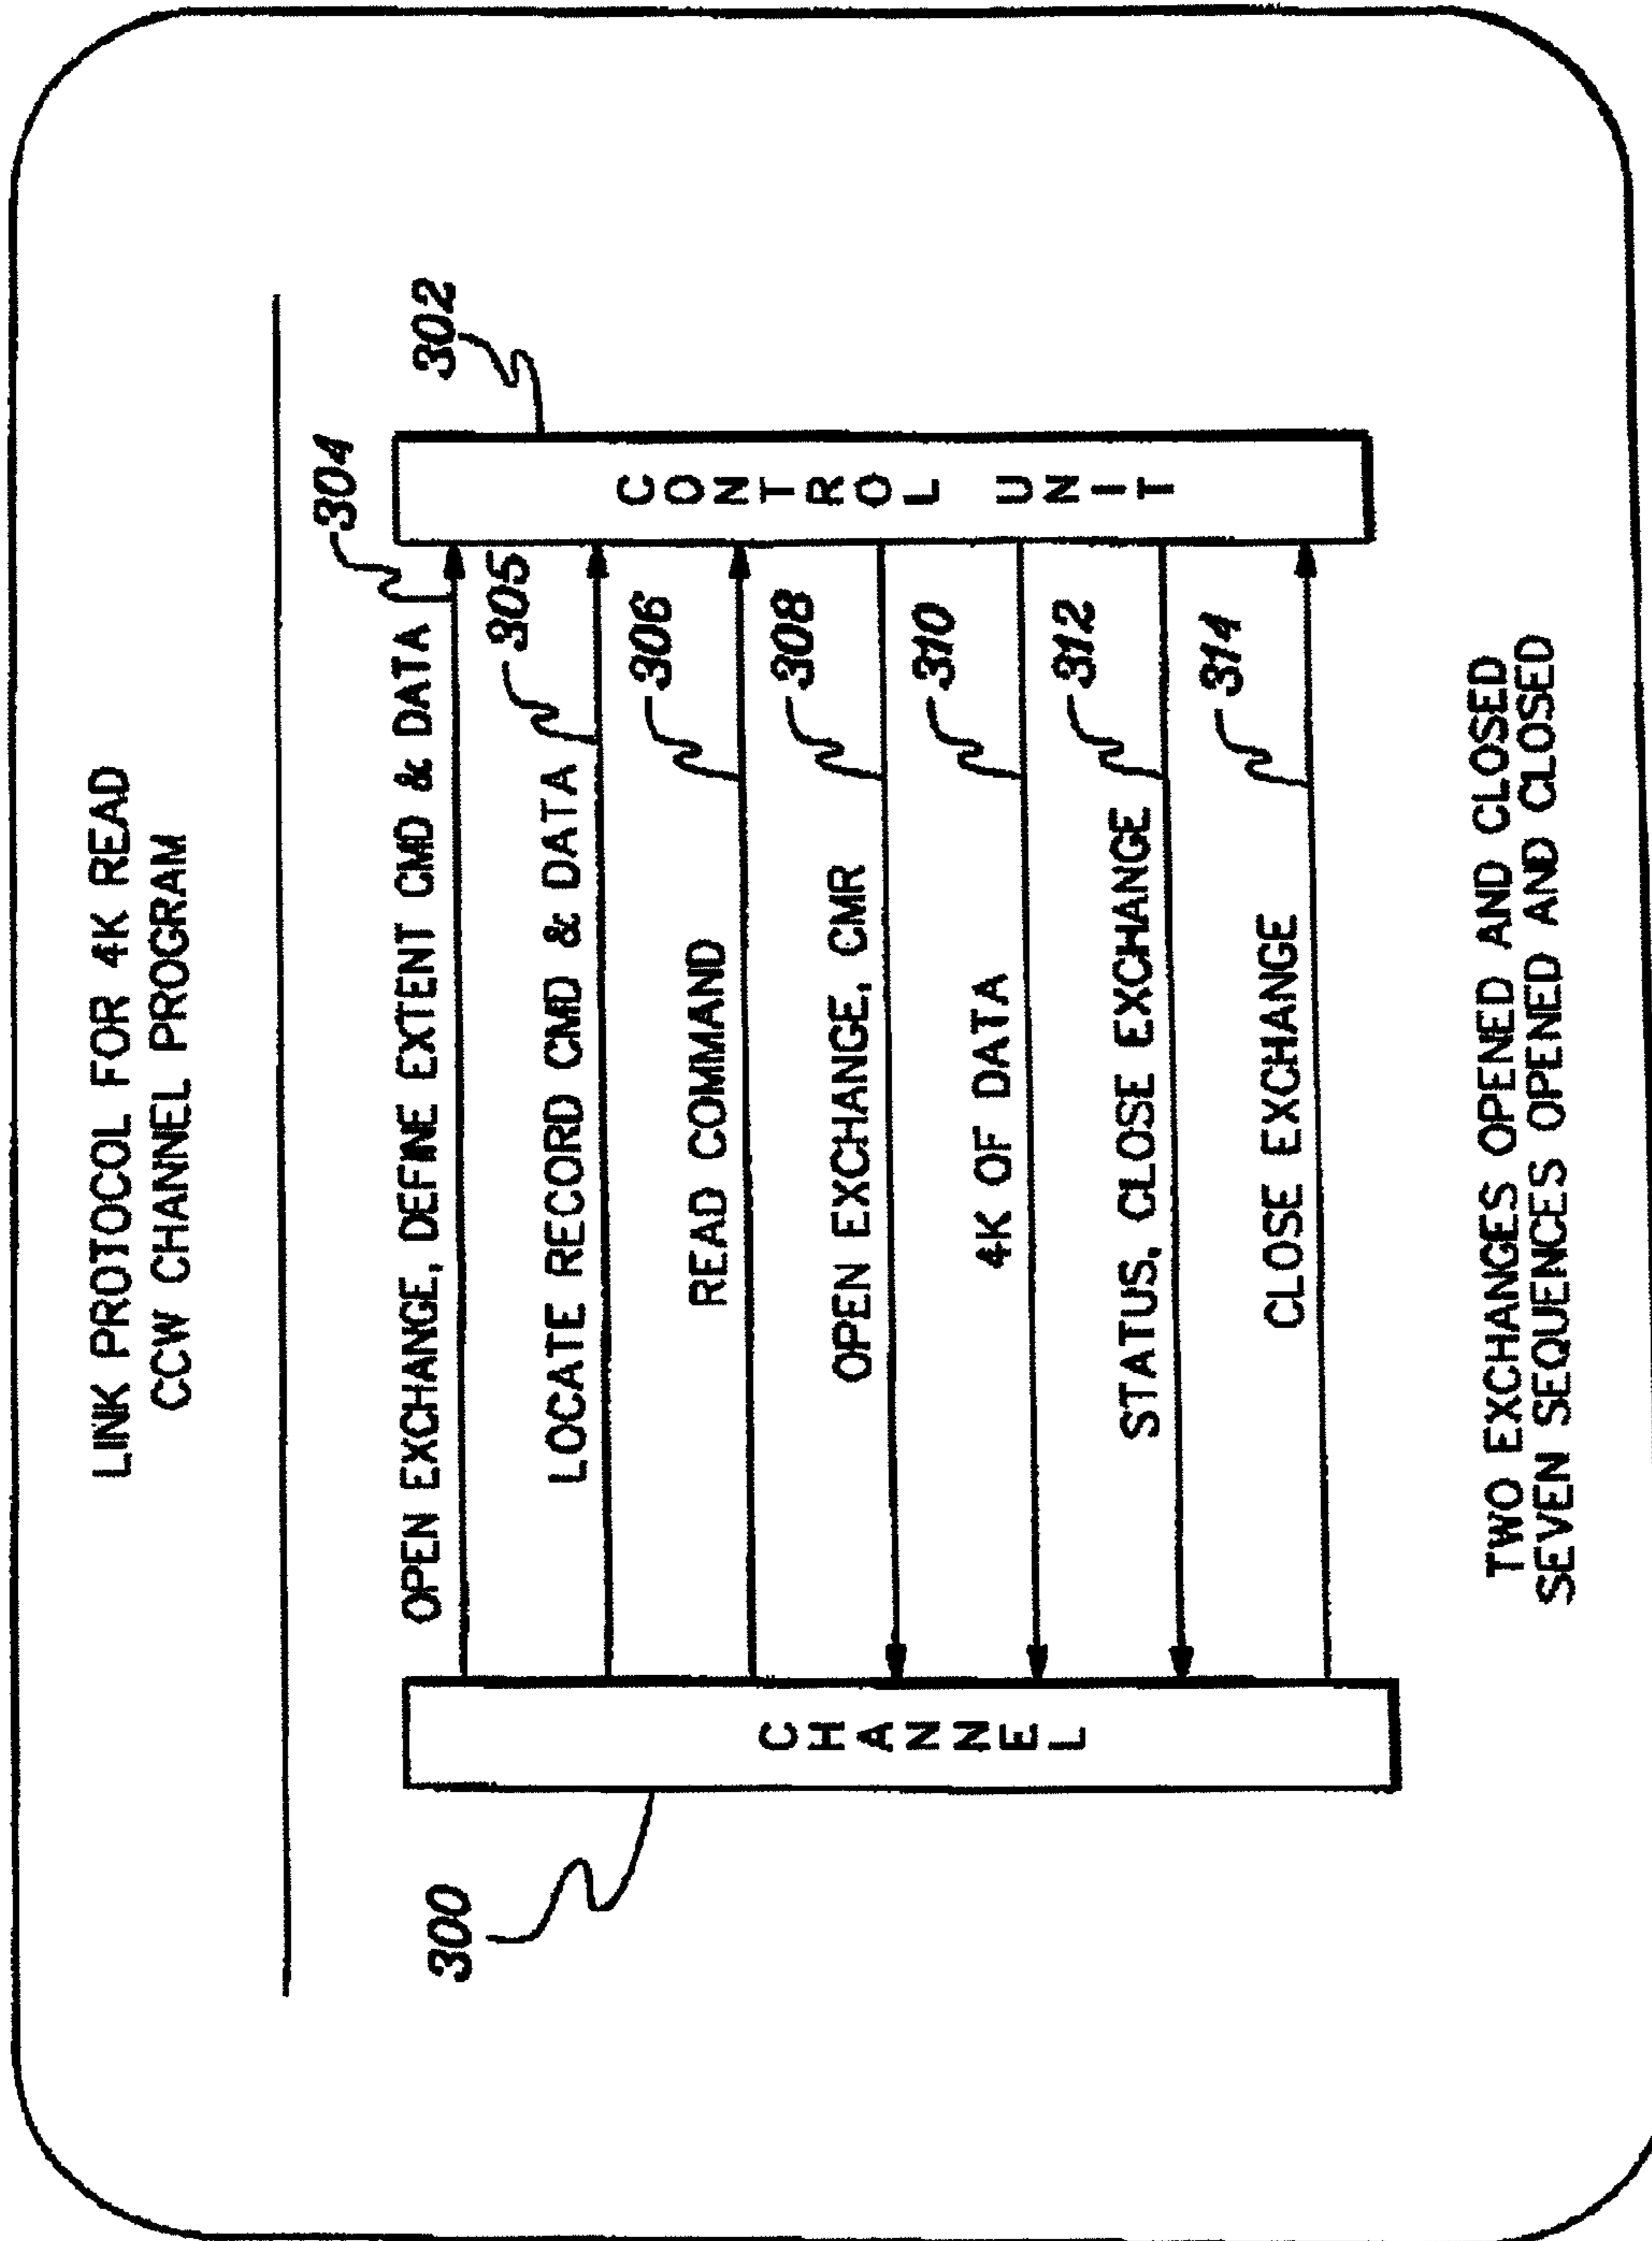 LINK PROTOCOL FOR 4K READ
CCW CHANNEL PROGRAM
300
CHANNEL
302
CONTROL UNIT
304
OPEN EXCHANGE, DEFINE EXTENT CMD & DATA
305
LOCATE RECORD CMD & DATA
306
READ COMMAND
308
OPEN EXCHANGE, CMR
310
4K OF DATA
312
STATUS, CLOSE EXCHANGE
314
CLOSE EXCHANGE
TWO EXCHANGES OPENED AND CLOSED
SEVEN SEQUENCES OPENED AND CLOSED